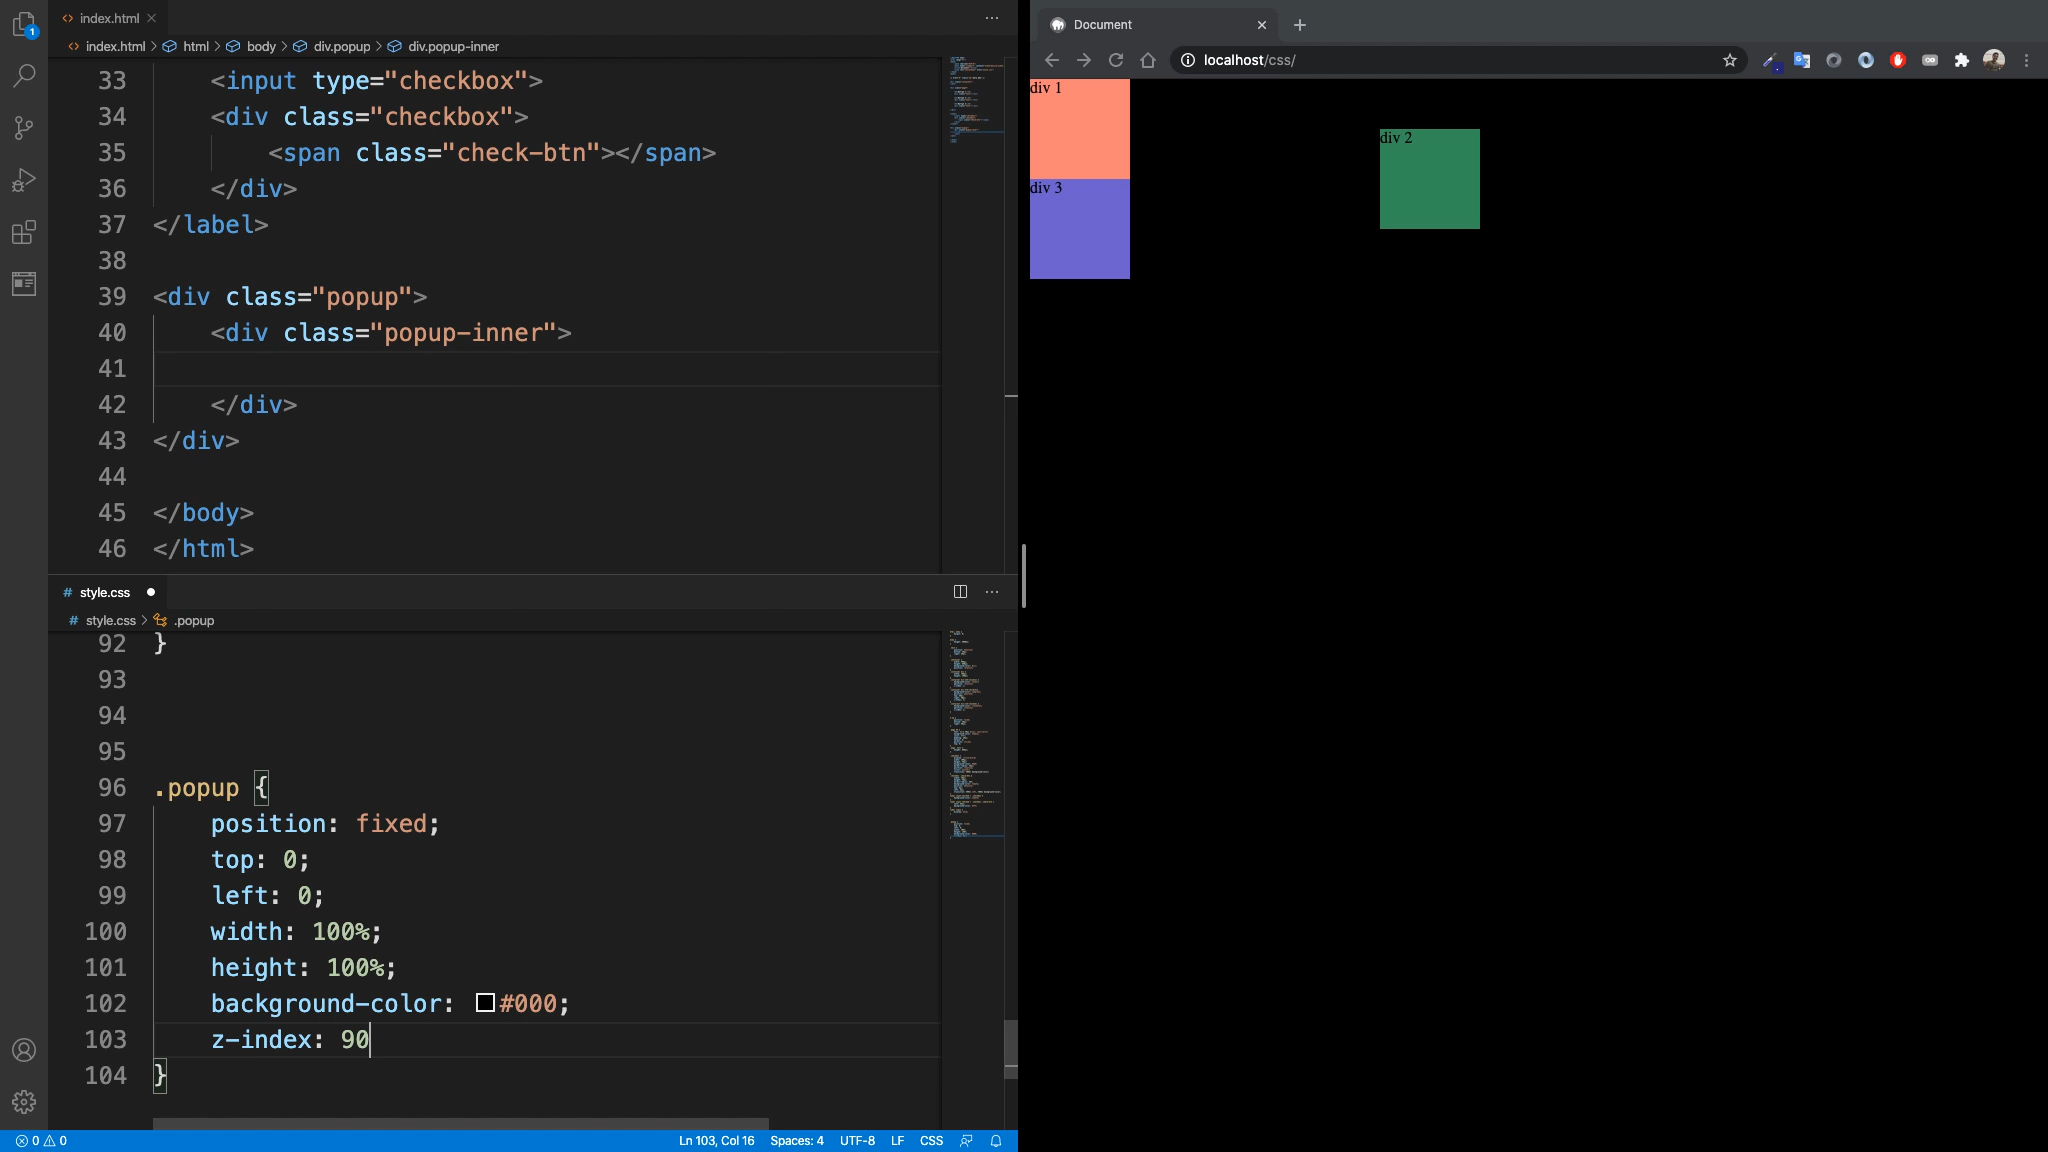 index.html
index.html > html > body > div.popup > div.popup-inner
33 <input type="checkbox">
34 <div class="checkbox">
35 <span class="check-btn"></span>
36 </div>
37 </label>
38
39 <div class="popup">
40 <div class="popup-inner">
41
42 </div>
43 </div>
44
45 </body>
46 </html>
# style.css
# style.css > .popup
92 }
93
94
95
96 .popup {
97 position: fixed;
98 top: 0;
99 left: 0;
100 width: 100%;
101 height: 100%;
102 background-color: #000;
103 z-index: 90
104 }
1
0 0
Ln 103, Col 16 Spaces: 4 UTF-8 LF CSS
Document
localhost/css/
div 1
div 2
div 3